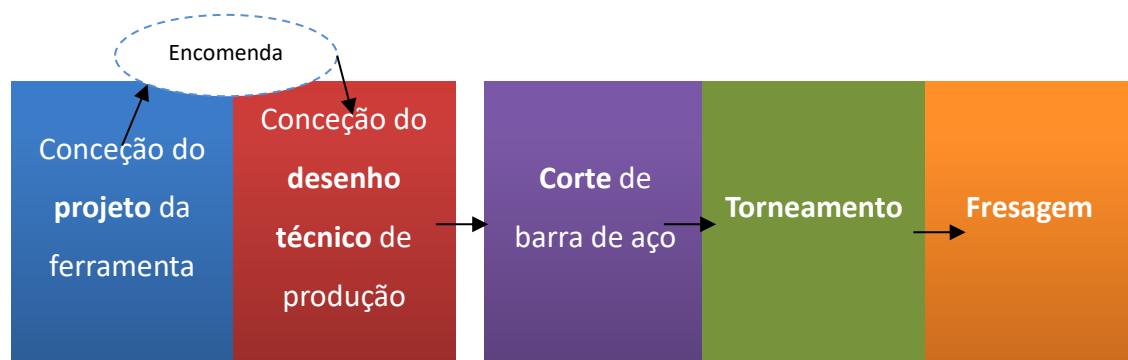 Encomenda
Conceção do
projeto da
ferramenta
Conceção do
desenho
técnico de
produção
Corte de
barra de aço
Torneamento
Fresagem